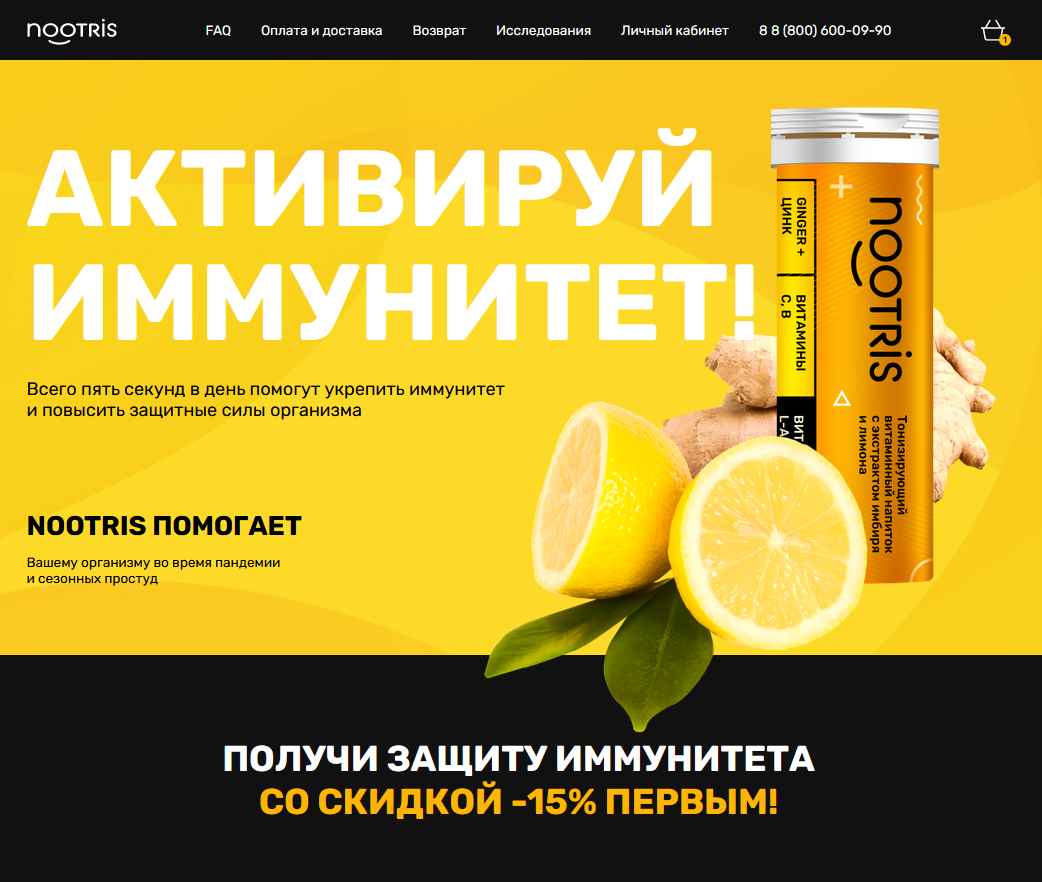 nootris
FAQ
Оплата и доставка
Возврат
Исследования
Личный кабинет
8 8 (800) 600-09-90
1
АКТИВИРУЙ
ИММУНИТЕТ!
Всего пять секунд в день помогут укрепить иммунитет
и повысить защитные силы организма
NOOTRIS ПОМОГАЕТ
Вашему организму во время пандемии
и сезонных простуд
GINGER +
ЦИНК
ВИТАМИНЫ
C, B
nootris
Тонизирующий
витаминный напиток
с экстрактом имбиря
и лимона
ПОЛУЧИ ЗАЩИТУ ИММУНИТЕТА
СО СКИДКОЙ -15% ПЕРВЫМ!